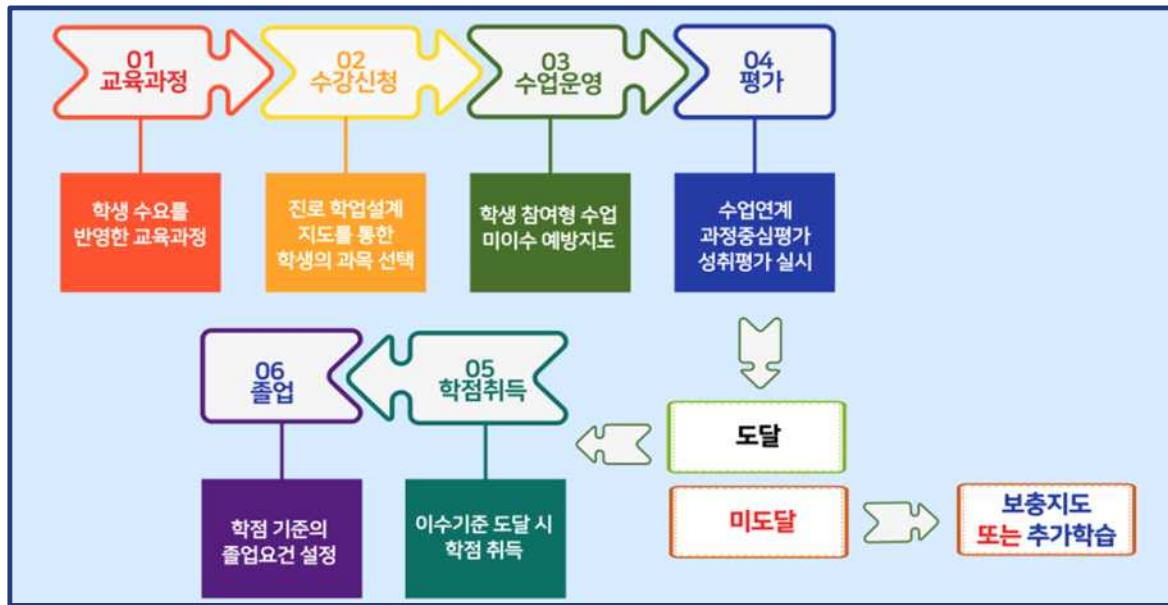 01
교육과정
02
수강신청
03
수업운영
04
평가
학생 수요를
반영한 교육과정
진로 학업설계
지도를 통한
학생의 과목 선택
학생 참여형 수업
미이수 예방지도
수업연계
과정중심평가
성취평가 실시
도달
미도달
보충지도
또는 추가학습
05
학점취득
이수기준 도달 시
학점 취득
06
졸업
학점 기준의
졸업요건 설정